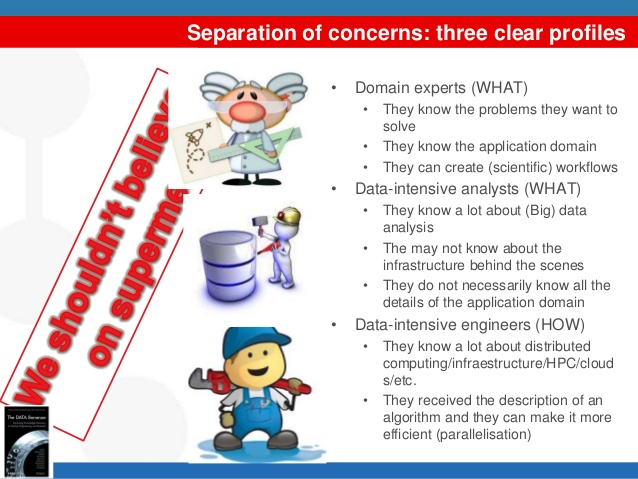 Separation of concerns: three clear profiles
We shouldn't believe
on superme
• Domain experts (WHAT)
• They know the problems they want to
solve
• They know the application domain
• They can create (scientific) workflows
• Data-intensive analysts (WHAT)
• They know a lot about (Big) data
analysis
• The may not know about the
infrastructure behind the scenes
• They do not necessarily know all the
details of the application domain
• Data-intensive engineers (HOW)
• They know a lot about distributed
computing/infraestructure/HPC/cloud
s/etc.
• They received the description of an
algorithm and they can make it more
efficient (parallelisation)
The DATA Bonanza